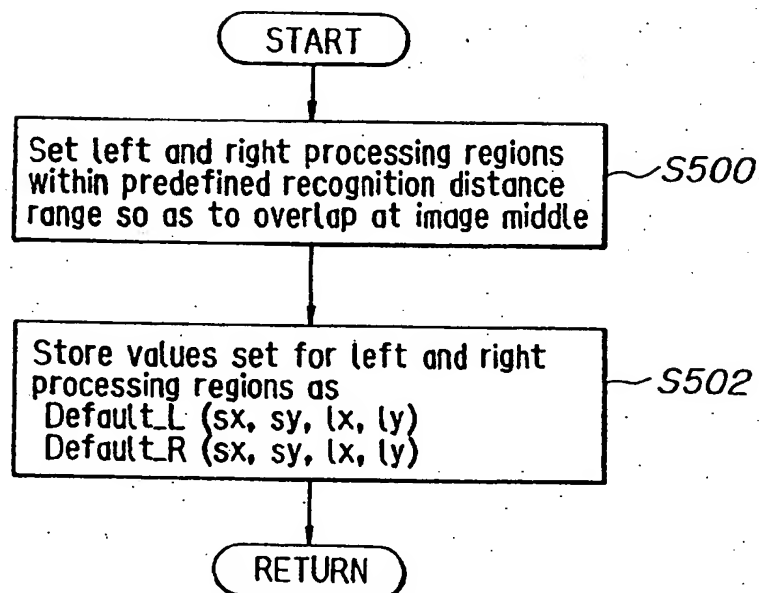 START
Set left and right processing regions
within predefined recognition distance
range so as to overlap at image middle
S500
Store values set for left and right
processing regions as
Default_L (sx, sy, lx, ly)
Default_R (sx, sy, lx, ly)
S502
RETURN